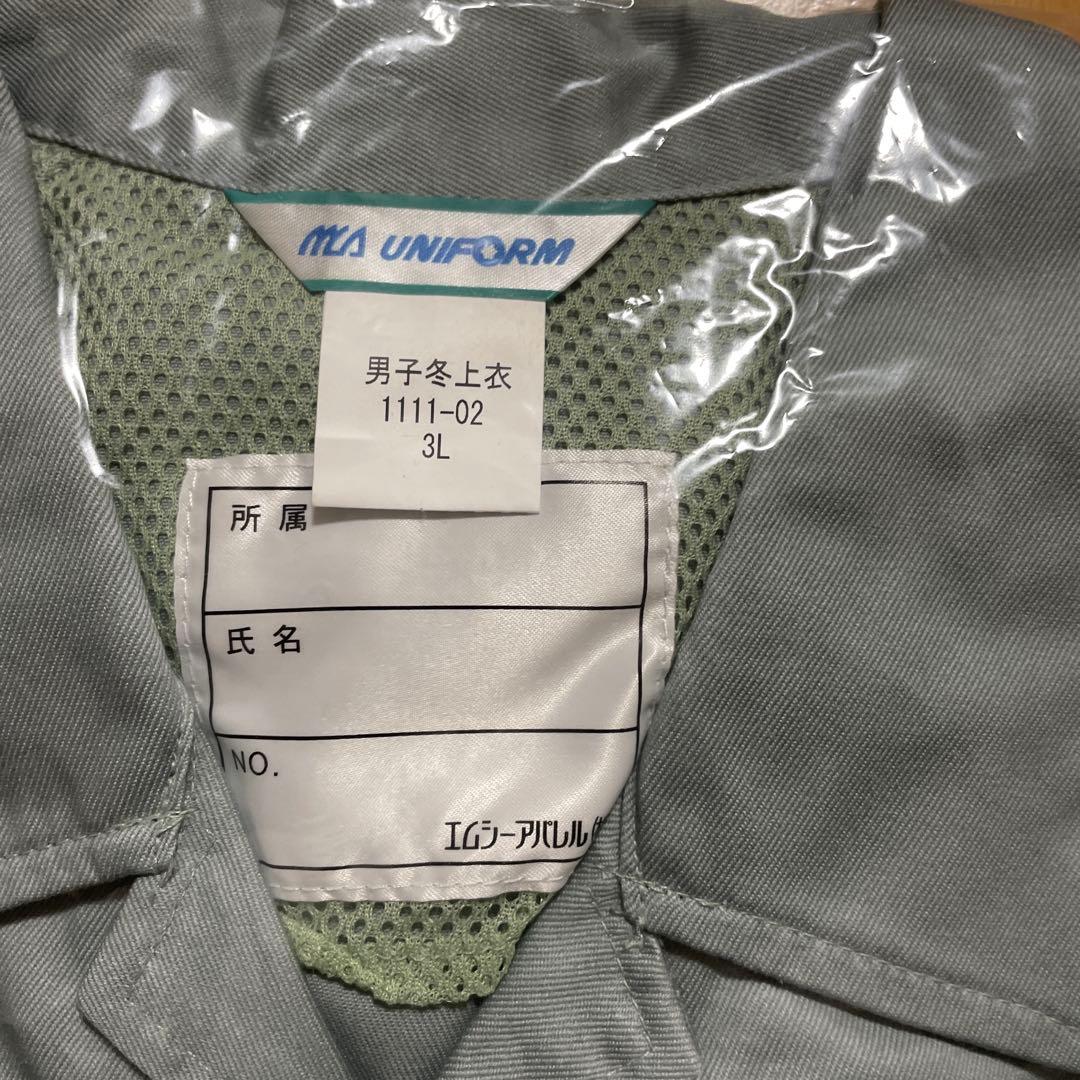 MCA UNIFORM
男子冬上衣
1111-02
3L
所属
氏名
NO.
エムシーアパレル